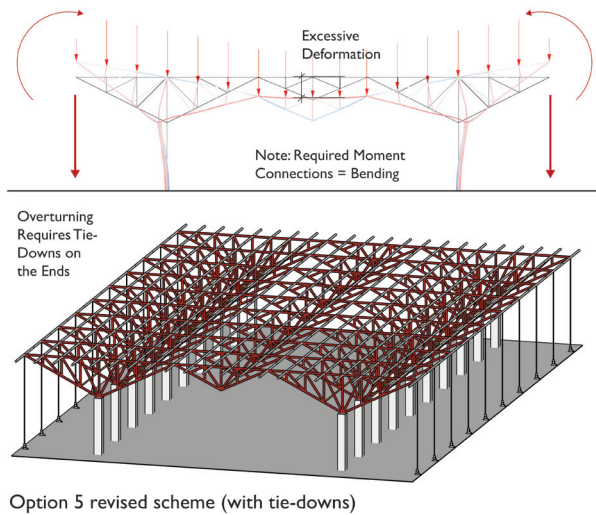 Excessive
Deformation
Note: Required Moment
Connections = Bending
Overturning
Requires Tie-
Downs on
the Ends
Option 5 revised scheme (with tie-downs)